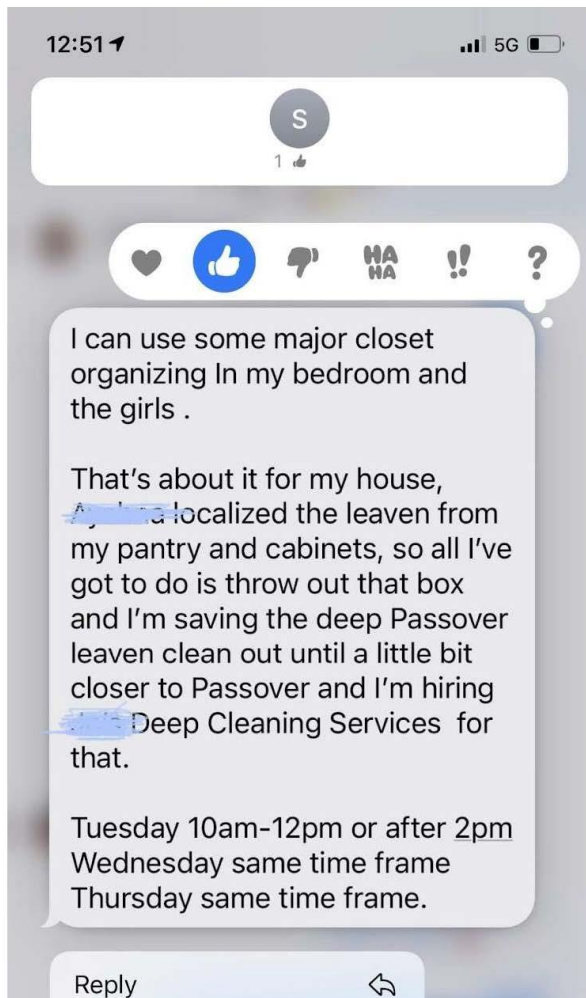 12:51
5G
S
1
HA
HA
!!
?
I can use some major closet
organizing In my bedroom and
the girls .
That’s about it for my house,
localized the leaven from
my pantry and cabinets, so all I’ve
got to do is throw out that box
and I’m saving the deep Passover
leaven clean out until a little bit
closer to Passover and I’m hiring
Deep Cleaning Services for
that.
Tuesday 10am-12pm or after 2pm
Wednesday same time frame
Thursday same time frame.
Reply